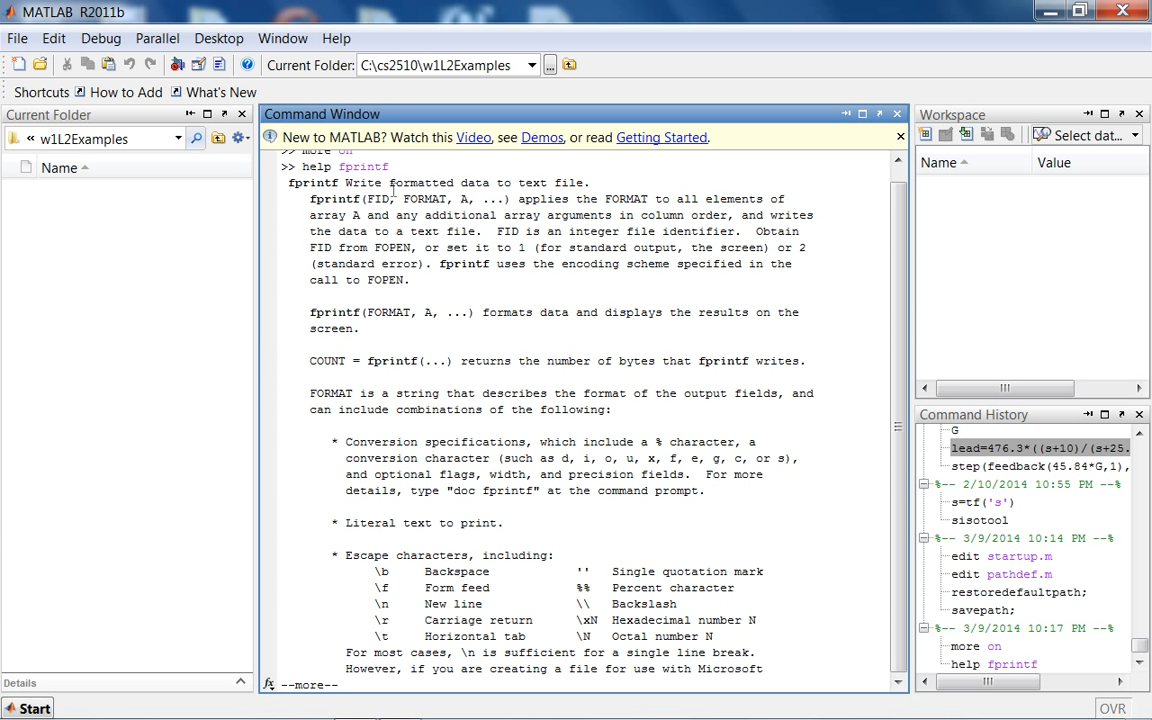 MATLAB R2011b
File Edit Debug Parallel Desktop Window Help
Current Folder: C:\cs2510\w1L2Examples ...
Shortcuts How to Add What's New
Current Folder
« w1L2Examples
Name
Details
Command Window
New to MATLAB? Watch this Video, see Demos, or read Getting Started.
>> more on
>> help fprintf
fprintf Write formatted data to text file.
fprintf(FID, FORMAT, A, ...) applies the FORMAT to all elements of
array A and any additional array arguments in column order, and writes
the data to a text file. FID is an integer file identifier. Obtain
FID from FOPEN, or set it to 1 (for standard output, the screen) or 2
(standard error). fprintf uses the encoding scheme specified in the
call to FOPEN.
fprintf(FORMAT, A, ...) formats data and displays the results on the
screen.
COUNT = fprintf(...) returns the number of bytes that fprintf writes.
FORMAT is a string that describes the format of the output fields, and
can include combinations of the following:
* Conversion specifications, which include a % character, a
conversion character (such as d, i, o, u, x, f, e, g, c, or s),
and optional flags, width, and precision fields. For more
details, type "doc fprintf" at the command prompt.
* Literal text to print.
* Escape characters, including:
\b Backspace '' Single quotation mark
\f Form feed %% Percent character
\n New line \\ Backslash
\r Carriage return \xN Hexadecimal number N
\t Horizontal tab \N Octal number N
For most cases, \n is sufficient for a single line break.
However, if you are creating a file for use with Microsoft
fx --more--
Workspace
Select dat...
Name Value
Command History
G
lead=476.3*((s+10)/(s+25.
step(feedback(45.84*G,1),
%-- 2/10/2014 10:55 PM --%
s=tf('s')
sisotool
%-- 3/9/2014 10:14 PM --%
edit startup.m
edit pathdef.m
restoredefaultpath;
savepath;
%-- 3/9/2014 10:17 PM --%
more on
help fprintf
Start
OVR